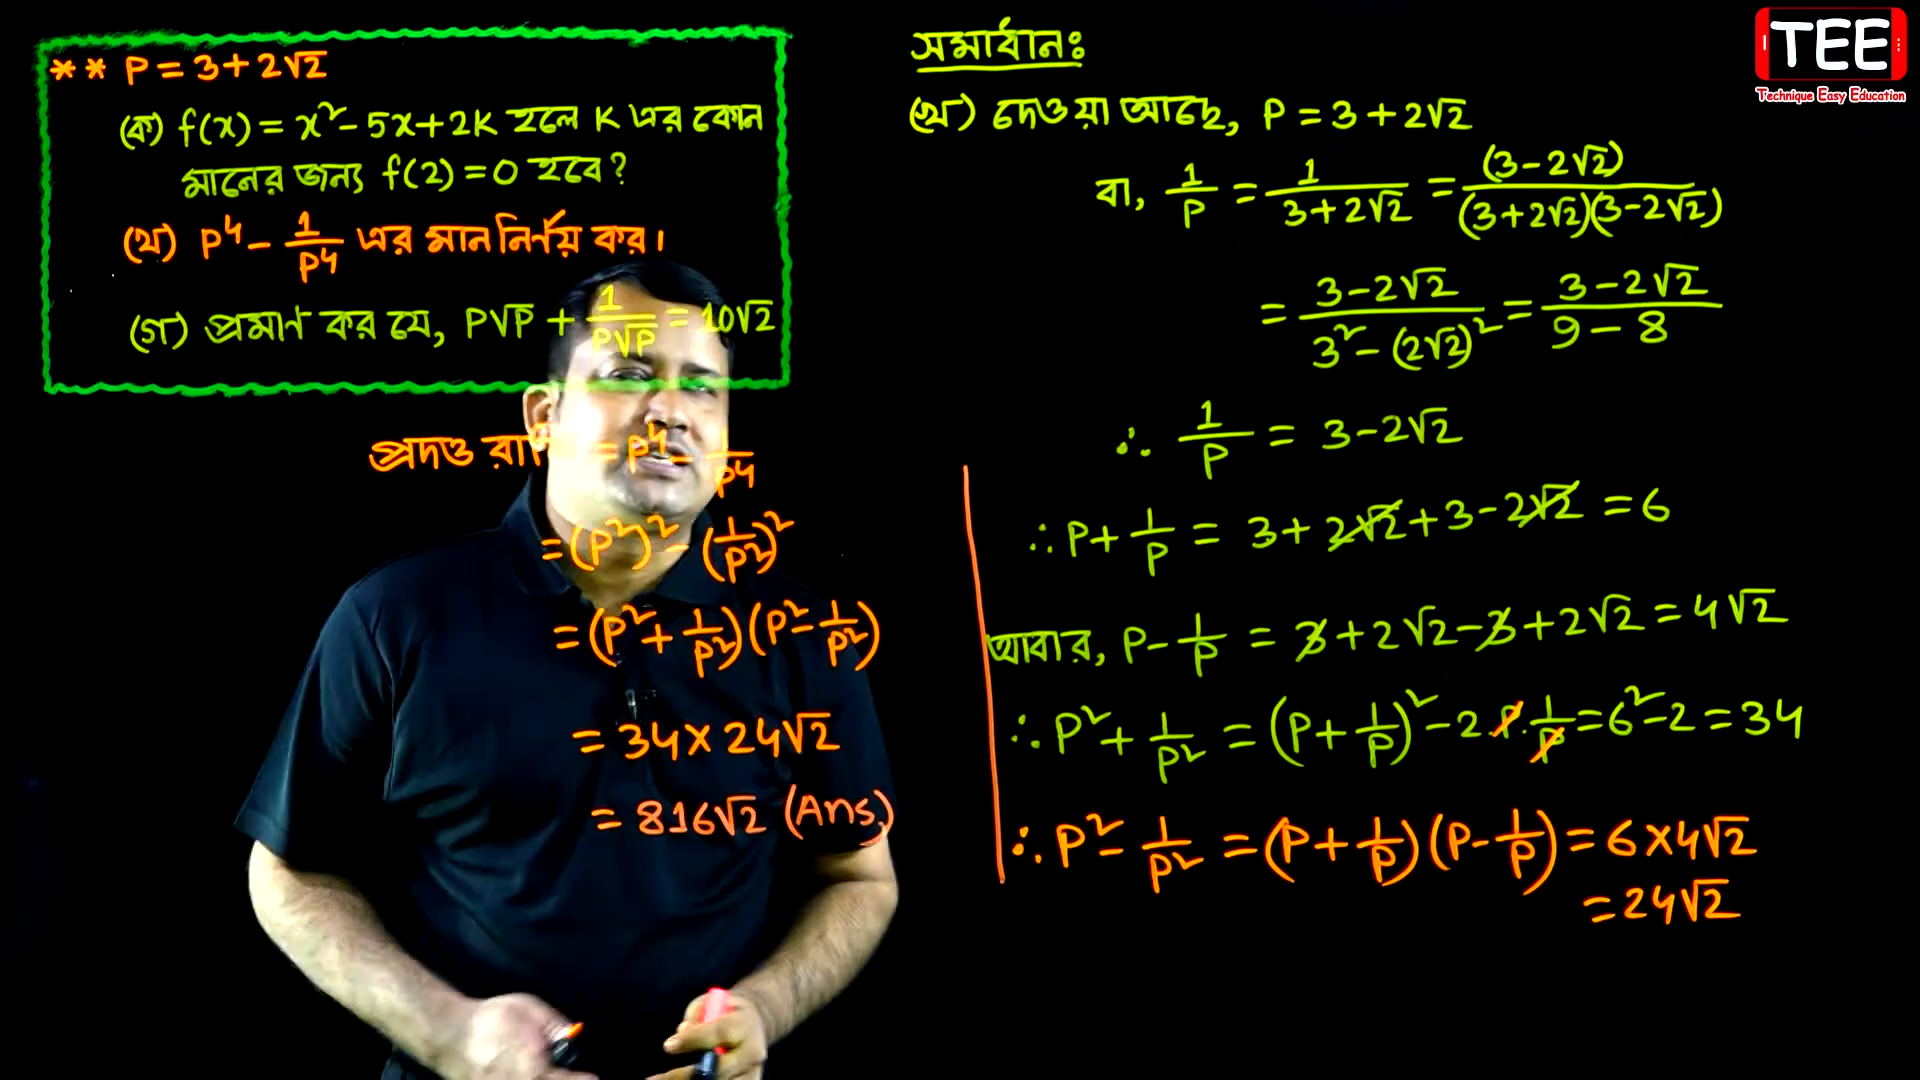 ** P = 3+2√2
(ক) f(x) = x²-5x+2K হলে K এর কোন
মানের জন্য f(2)=0 হবে?
(খ) P⁴ - 1/P⁴ এর মান নির্ণয় কর।
(গ) প্রমাণ কর যে, P√P + 1/P√P = 10√2
প্রদত্ত = P⁴ - 1/P⁴
= (P²)² - (1/P²)²
= (P² + 1/P²)(P² - 1/P²)
= 34 × 24√2
= 816√2 (Ans.)
সমাধানঃ
(খ) দেওয়া আছে, P = 3+2√2
বা, 1/P = 1/(3+2√2) = (3-2√2)/(3+2√2)(3-2√2)
= (3-2√2)/(3²-(2√2)²) = (3-2√2)/(9-8)
∴ 1/P = 3-2√2
∴ P + 1/P = 3+2√2+3-2√2 = 6
আবার, P - 1/P = 3+2√2-3+2√2 = 4√2
∴ P² + 1/P² = (P + 1/P)² - 2.P.1/P = 6²-2 = 34
∴ P² - 1/P² = (P + 1/P)(P - 1/P) = 6×4√2
= 24√2
TEE
Technique Easy Education